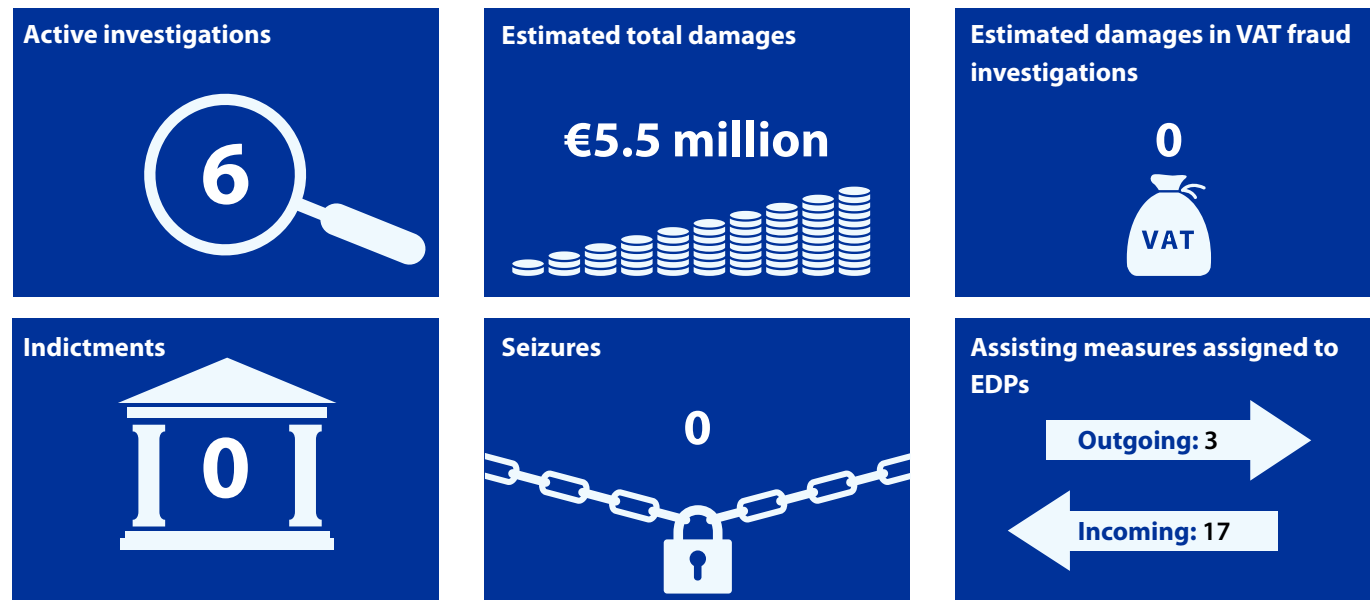 Active investigations
6
Estimated total damages
€5.5 million
Estimated damages in VAT fraud
investigations
0
VAT
Indictments
0
Seizures
0
Assisting measures assigned to
EDPs
Outgoing: 3
Incoming: 17